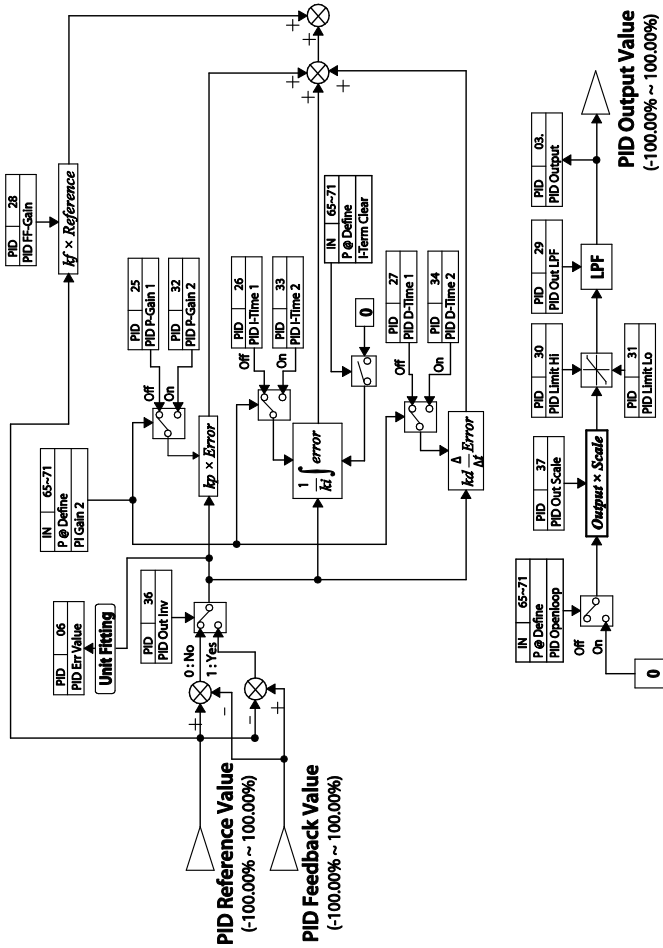 PID Reference Value
(-100.00% ~ 100.00%)
PID Feedback Value
(-100.00% ~ 100.00%)
+
-
-
+
0 : No
1 : Yes
PID 06
PID Err Value
Unit Fitting
PID 36
PID Out Inv
IN 65~71
P @ Define
PI Gain 2
PID 28
PID FF-Gain
kf × Reference
PID 25
PID P-Gain 1
PID 32
PID P-Gain 2
Off
On
kp × Error
PID 26
PID I-Time 1
PID 33
PID I-Time 2
Off
On
1
ki
∫ error
IN 65~71
P @ Define
I-Term Clear
0
PID 27
PID D-Time 1
PID 34
PID D-Time 2
Off
On
kd Δ Error
Δt
+
+
+
+
+
IN 65~71
P @ Define
PID Openloop
Off
On
0
PID 37
PID Out Scale
Output × Scale
PID 30
PID Limit Hi
31
PID Limit Lo
PID 29
PID Out LPF
LPF
PID 03.
PID Output
PID Output Value
(-100.00% ~ 100.00%)